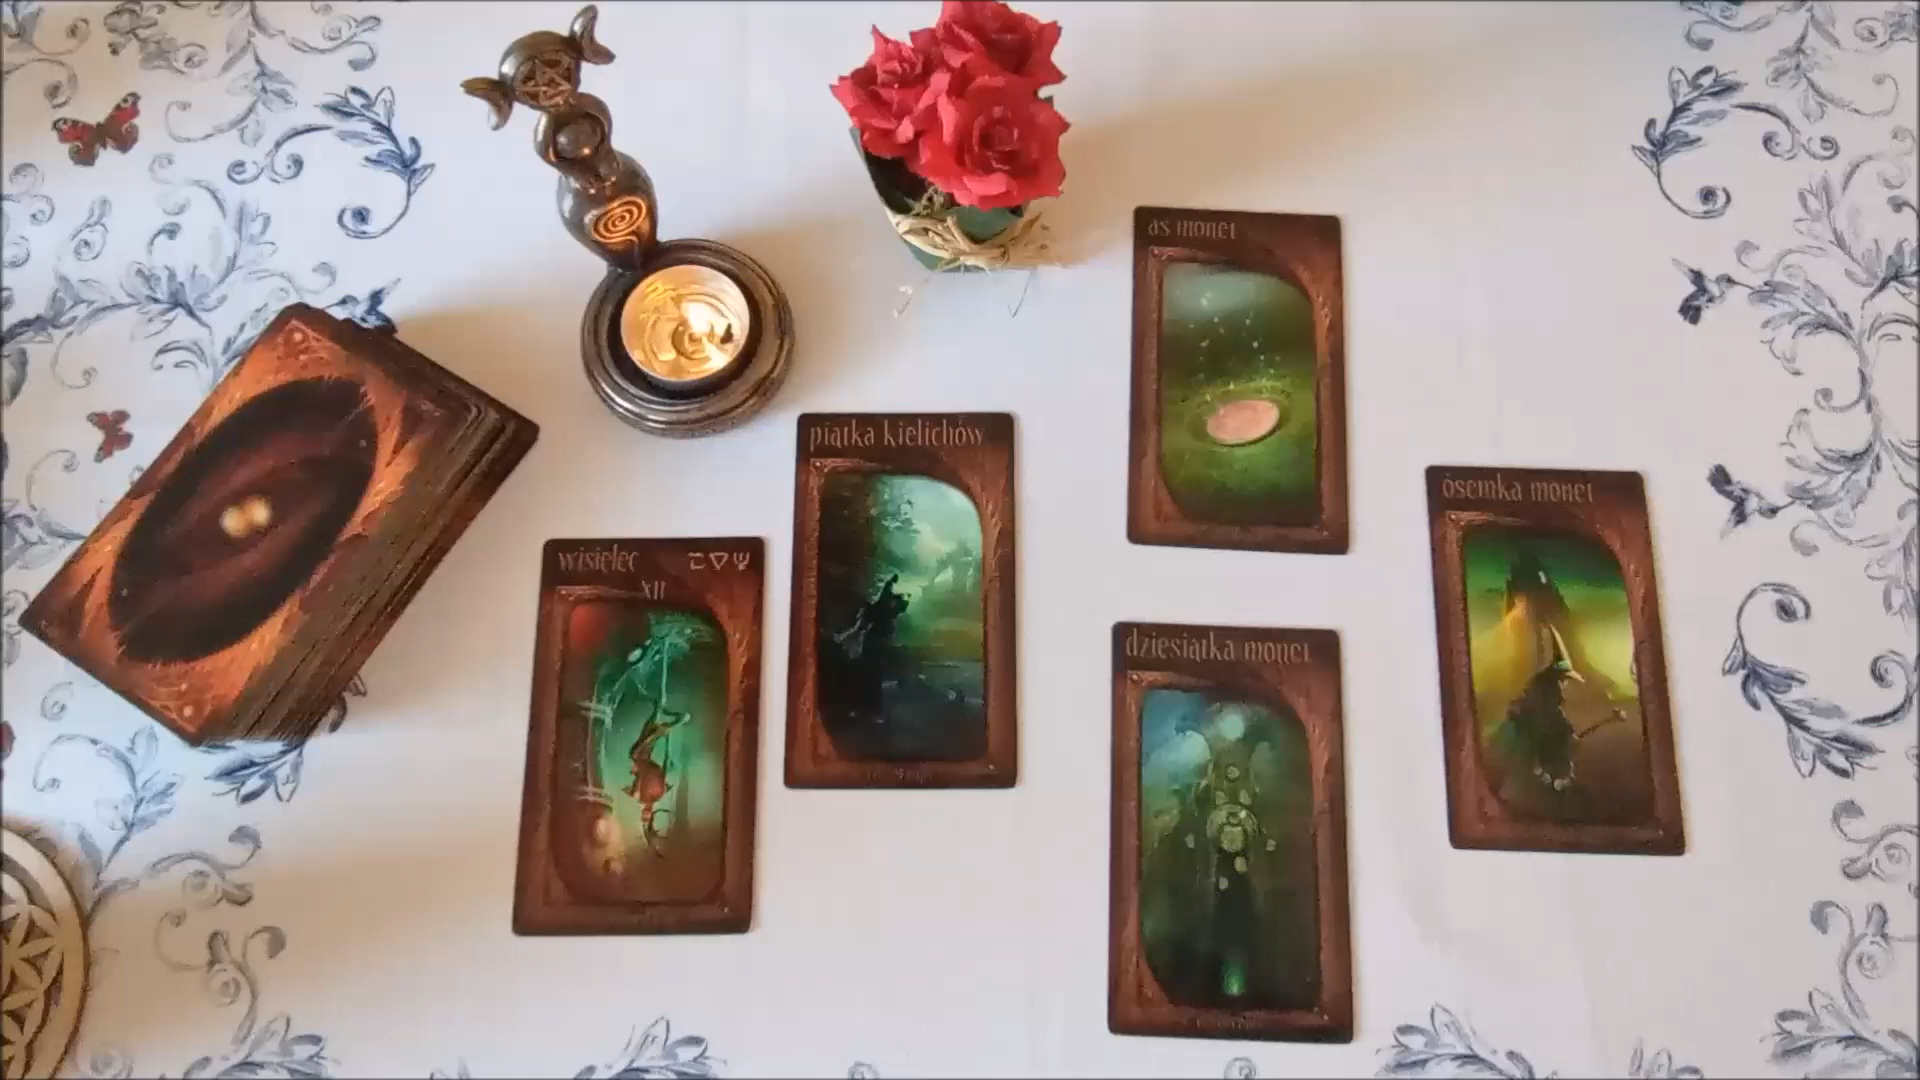 as monet
piątka kielichów
ósemka monet
wisielec
XII
dziesiątka monet